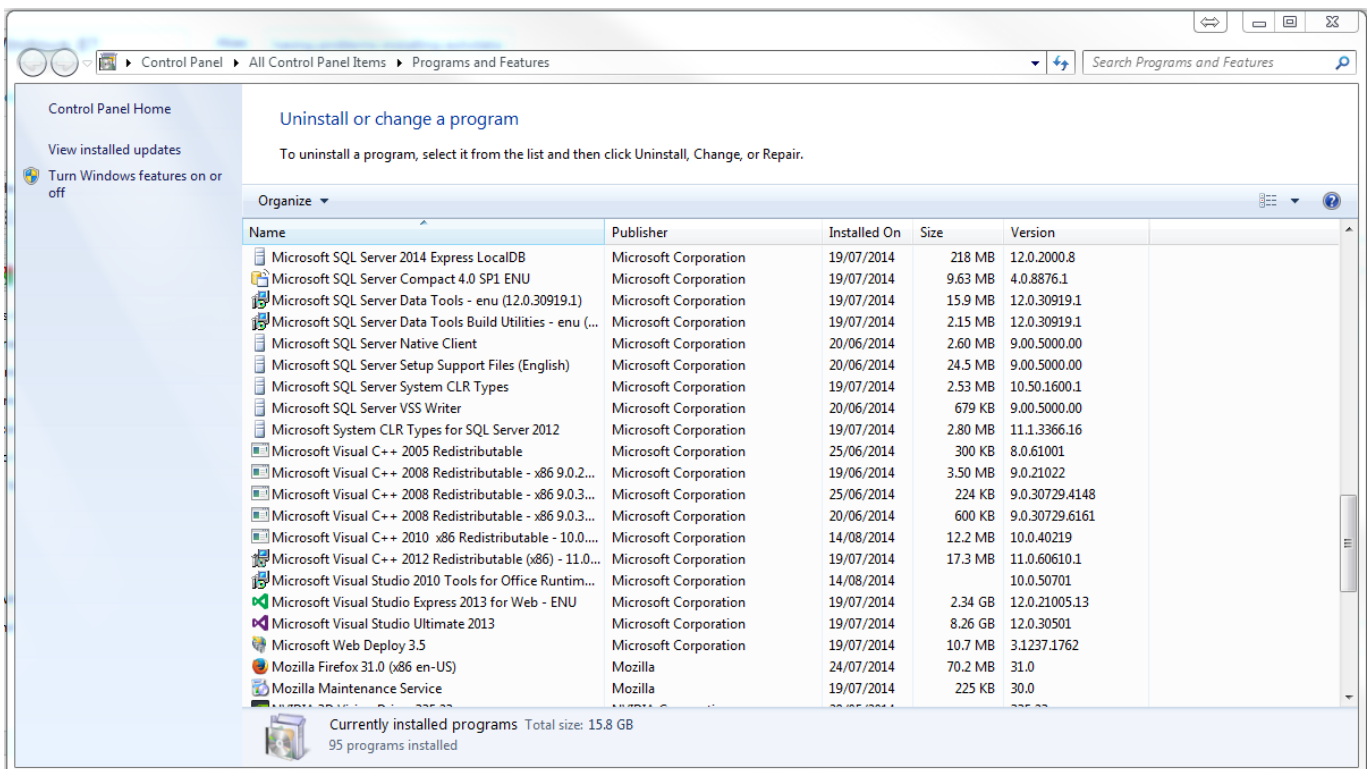 Control Panel ▸ All Control Panel Items ▸ Programs and Features
Search Programs and Features
Control Panel Home
View installed updates
Turn Windows features on or
off
Uninstall or change a program
To uninstall a program, select it from the list and then click Uninstall, Change, or Repair.
Organize
Name Publisher Installed On Size Version
Microsoft SQL Server 2014 Express LocalDB Microsoft Corporation 19/07/2014 218 MB 12.0.2000.8
Microsoft SQL Server Compact 4.0 SP1 ENU Microsoft Corporation 19/07/2014 9.63 MB 4.0.8876.1
Microsoft SQL Server Data Tools - enu (12.0.30919.1) Microsoft Corporation 19/07/2014 15.9 MB 12.0.30919.1
Microsoft SQL Server Data Tools Build Utilities - enu (... Microsoft Corporation 19/07/2014 2.15 MB 12.0.30919.1
Microsoft SQL Server Native Client Microsoft Corporation 20/06/2014 2.60 MB 9.00.5000.00
Microsoft SQL Server Setup Support Files (English) Microsoft Corporation 20/06/2014 24.5 MB 9.00.5000.00
Microsoft SQL Server System CLR Types Microsoft Corporation 19/07/2014 2.53 MB 10.50.1600.1
Microsoft SQL Server VSS Writer Microsoft Corporation 20/06/2014 679 KB 9.00.5000.00
Microsoft System CLR Types for SQL Server 2012 Microsoft Corporation 19/07/2014 2.80 MB 11.1.3366.16
Microsoft Visual C++ 2005 Redistributable Microsoft Corporation 25/06/2014 300 KB 8.0.61001
Microsoft Visual C++ 2008 Redistributable - x86 9.0.2... Microsoft Corporation 19/06/2014 3.50 MB 9.0.21022
Microsoft Visual C++ 2008 Redistributable - x86 9.0.3... Microsoft Corporation 25/06/2014 224 KB 9.0.30729.4148
Microsoft Visual C++ 2008 Redistributable - x86 9.0.3... Microsoft Corporation 20/06/2014 600 KB 9.0.30729.6161
Microsoft Visual C++ 2010 x86 Redistributable - 10.0.... Microsoft Corporation 14/08/2014 12.2 MB 10.0.40219
Microsoft Visual C++ 2012 Redistributable (x86) - 11.0... Microsoft Corporation 19/07/2014 17.3 MB 11.0.60610.1
Microsoft Visual Studio 2010 Tools for Office Runtim... Microsoft Corporation 14/08/2014 10.0.50701
Microsoft Visual Studio Express 2013 for Web - ENU Microsoft Corporation 19/07/2014 2.34 GB 12.0.21005.13
Microsoft Visual Studio Ultimate 2013 Microsoft Corporation 19/07/2014 8.26 GB 12.0.30501
Microsoft Web Deploy 3.5 Microsoft Corporation 19/07/2014 10.7 MB 3.1237.1762
Mozilla Firefox 31.0 (x86 en-US) Mozilla 24/07/2014 70.2 MB 31.0
Mozilla Maintenance Service Mozilla 19/07/2014 225 KB 30.0
Currently installed programs Total size: 15.8 GB
95 programs installed